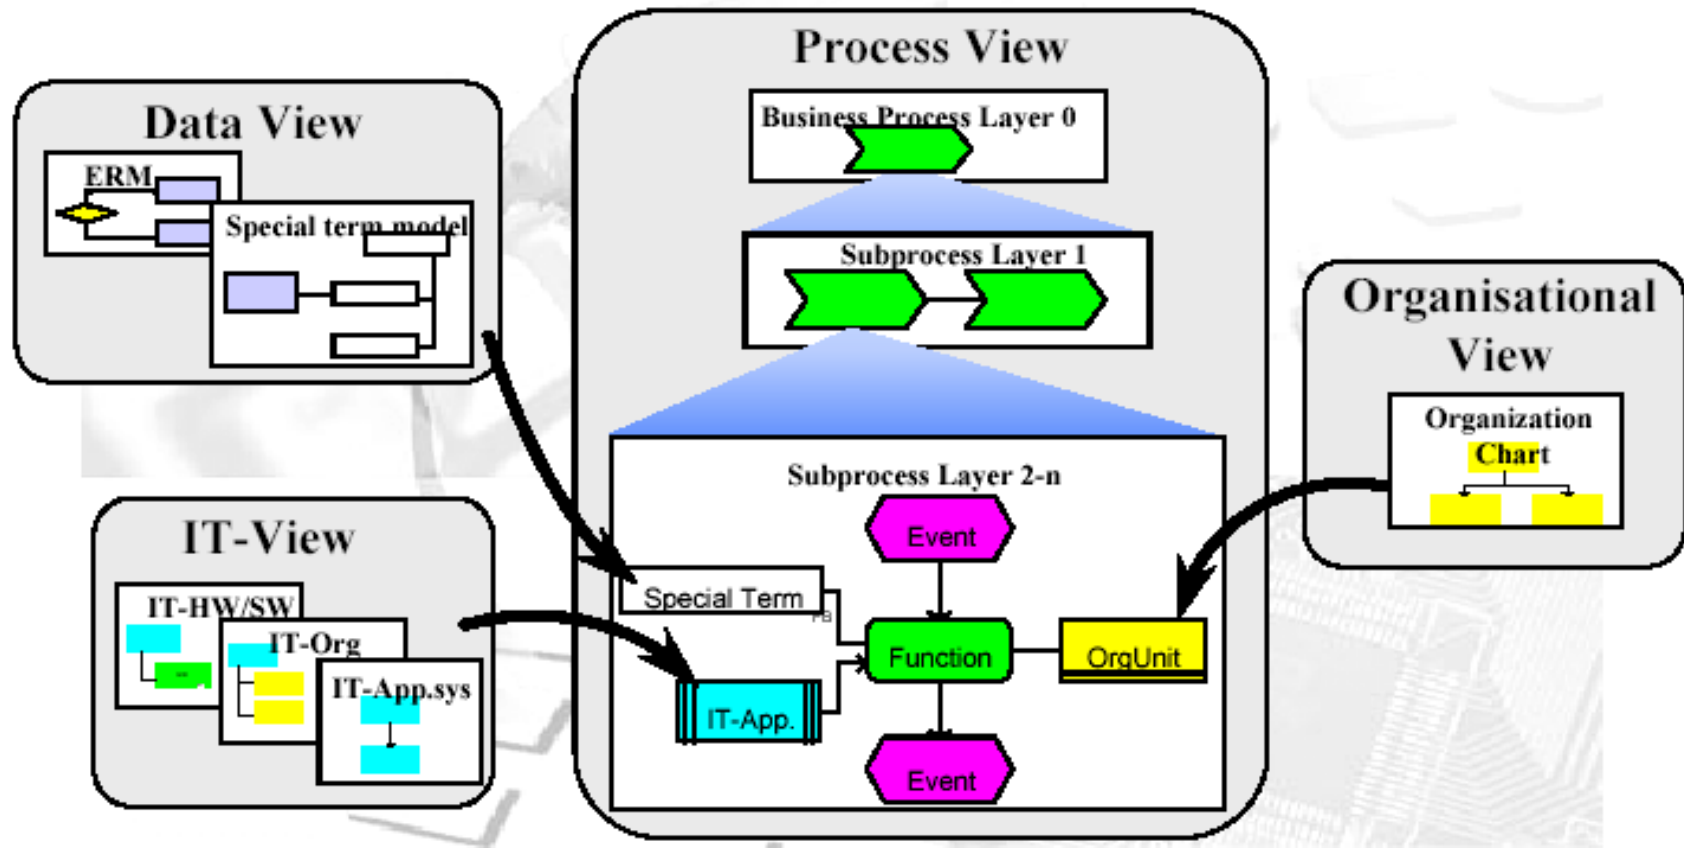 Process View
Business Process Layer 0
Subprocess Layer 1
Subprocess Layer 2-n
Event
Special Term
Function
OrgUnit
IT-App.
Event
Data View
ERM
Special term model
IT-View
IT-HW/SW
IT-Org
IT-App.sys
Organisational
View
Organization
Chart